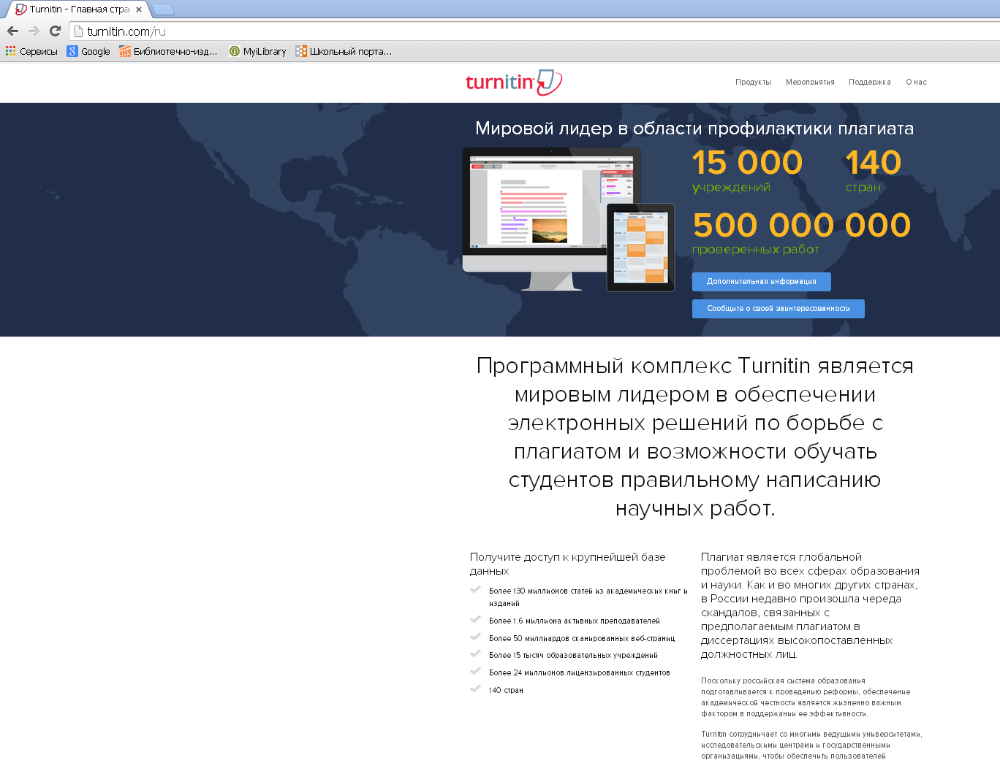 Turnitin - Главная стра
turnitin.com/ru
Сервисы Google Библиотечно-изд... MyiLibrary Школьный порта...
turnitin
Продукты Мероприятия Поддержка О нас
Мировой лидер в области профилактики плагиата
15 000 140
учреждений стран
500 000 000
проверенных работ
Дополнительная информация
Сообщите о своей заинтересованности
Программный комплекс Turnitin является
мировым лидером в обеспечении
электронных решений по борьбе с
плагиатом и возможности обучать
студентов правильному написанию
научных работ.
Получите доступ к крупнейшей базе
данных
Более 130 миллионов статей из академических книг и
изданий
Более 1,6 миллиона активных преподавателей
Более 50 миллиардов сканированных веб-страниц
Более 15 тысяч образовательных учреждений
Более 24 миллионов лицензированных студентов
140 стран
Плагиат является глобальной
проблемой во всех сферах образования
и науки. Как и во многих других странах,
в России недавно произошла череда
скандалов, связанных с
предполагаемым плагиатом в
диссертациях высокопоставленных
должностных лиц.
Поскольку российская система образования
подготавливается к проведению реформы, обеспечение
академической честности является жизненно важным
фактором в поддержании ее эффективности.
Turnitin сотрудничает со многими ведущими университетами,
исследовательскими центрами и государственными
организациями, чтобы обеспечить пользователей